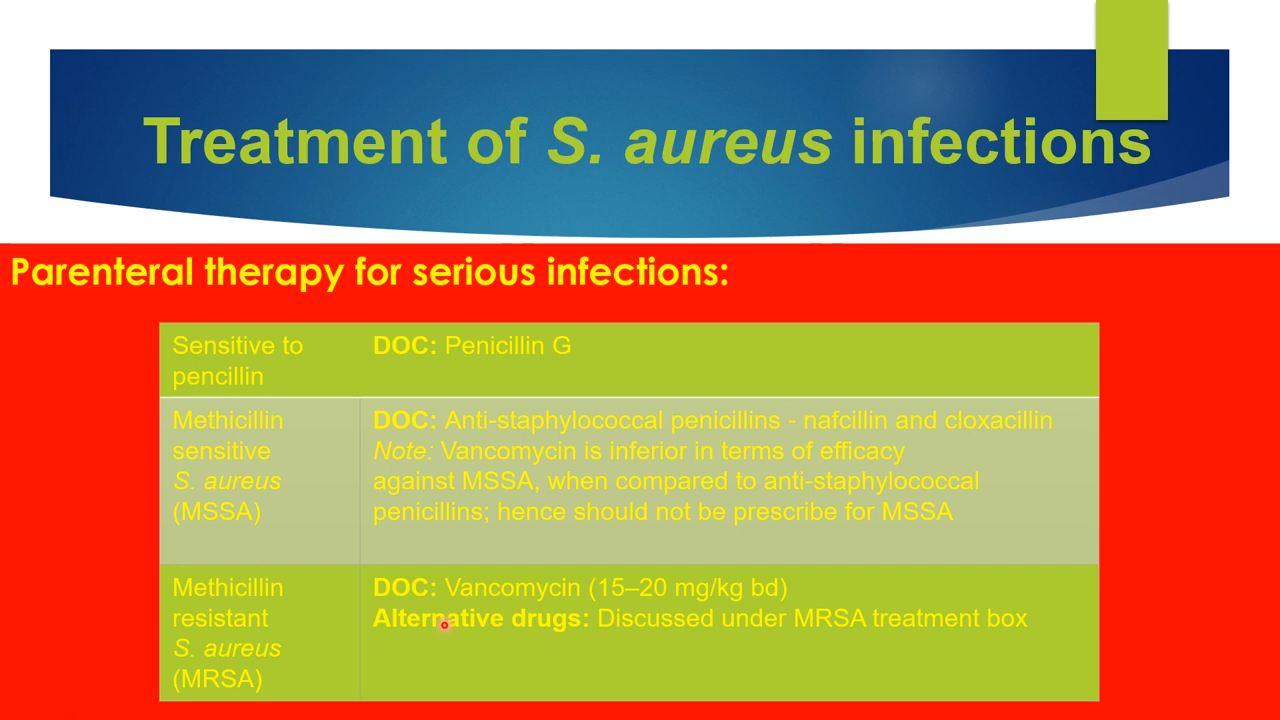 Treatment of S. aureus infections
Parenteral therapy for serious infections:
Sensitive to
pencillin
DOC: Penicillin G
Methicillin
sensitive
S. aureus
(MSSA)
DOC: Anti-staphylococcal penicillins - nafcillin and cloxacillin
Note: Vancomycin is inferior in terms of efficacy
against MSSA, when compared to anti-staphylococcal
penicillins; hence should not be prescribe for MSSA
Methicillin
resistant
S. aureus
(MRSA)
DOC: Vancomycin (15–20 mg/kg bd)
Alternative drugs: Discussed under MRSA treatment box